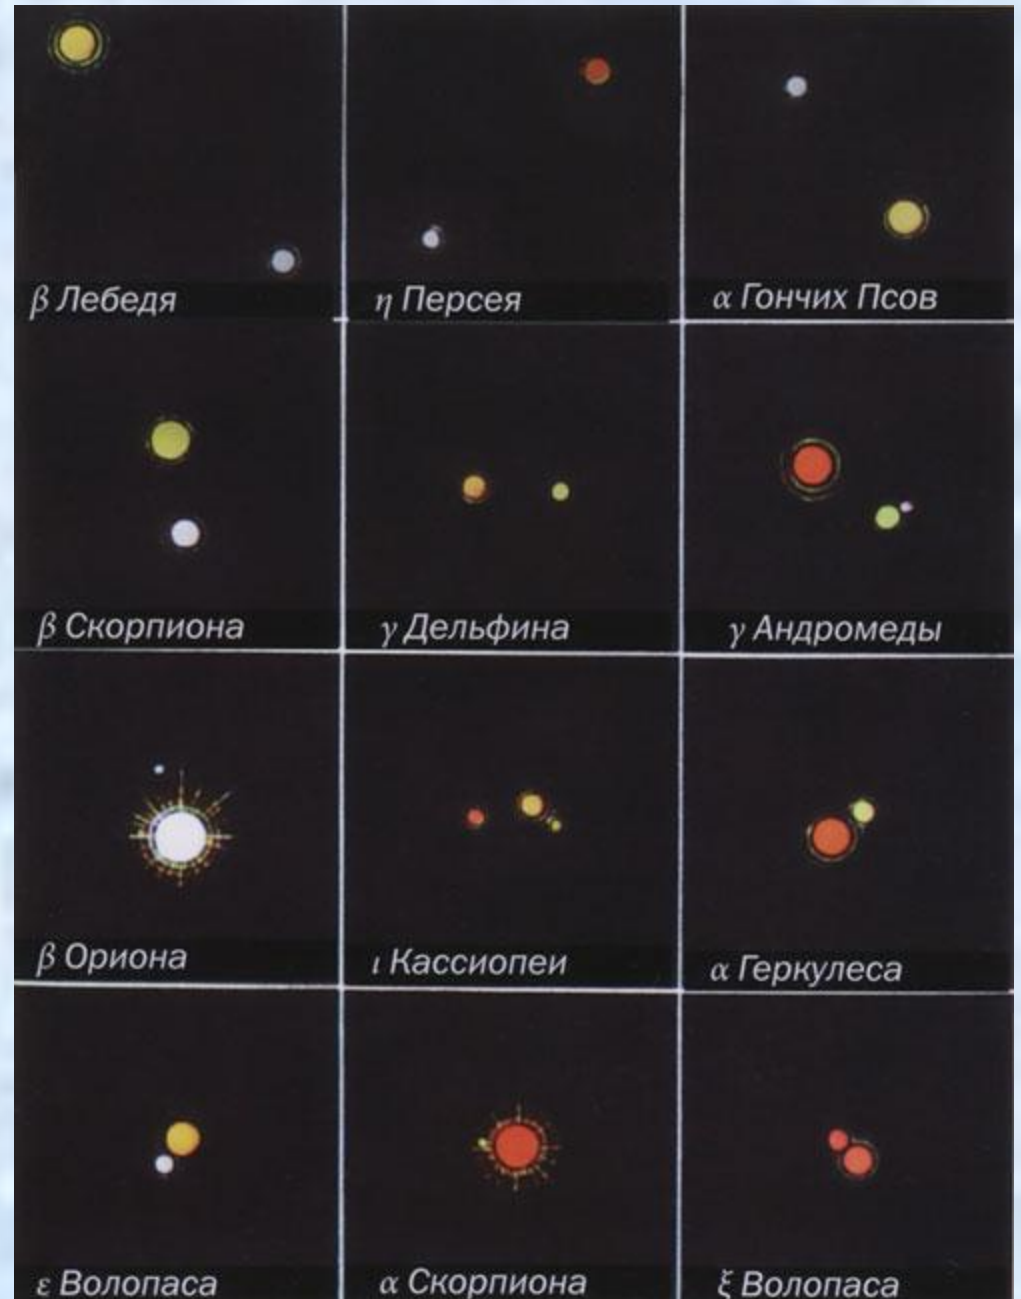 β Лебедя
η Персея
α Гончих Псов
β Скорпиона
γ Дельфина
γ Андромеды
β Ориона
ι Кассиопеи
α Геркулеса
ε Волопаса
α Скорпиона
ξ Волопаса